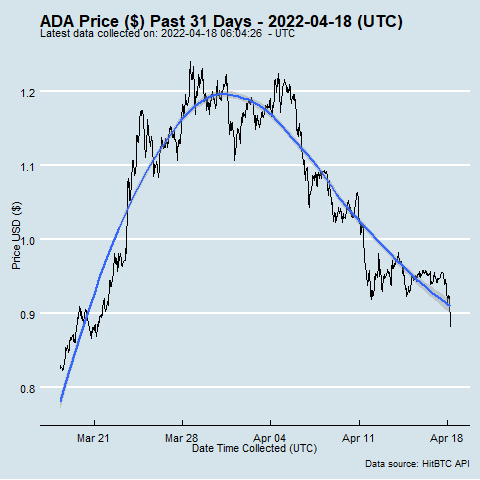 ADA Price ($) Past 31 Days - 2022-04-18 (UTC)
Latest data collected on: 2022-04-18 06:04:26 - UTC
1.2
1.1
1.0
0.9
0.8
Price USD ($)
Mar 21
Mar 28
Apr 04
Apr 11
Apr 18
Date Time Collected (UTC)
Data source: HitBTC API